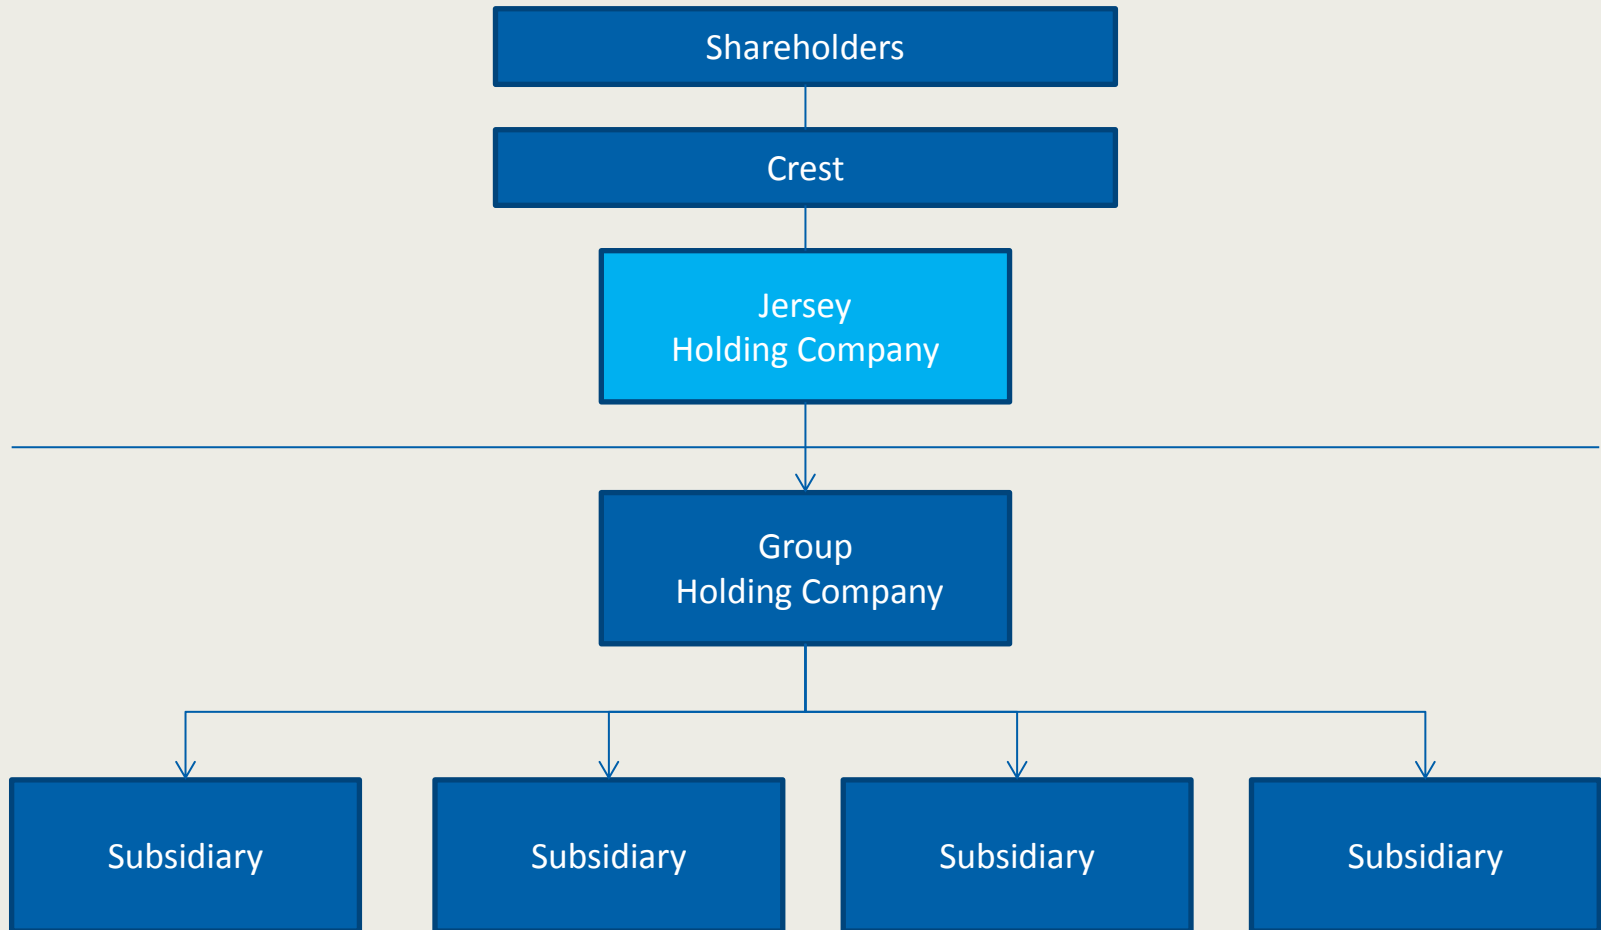 Shareholders
Crest
Jersey
Holding Company
Group
Holding Company
Subsidiary
Subsidiary
Subsidiary
Subsidiary